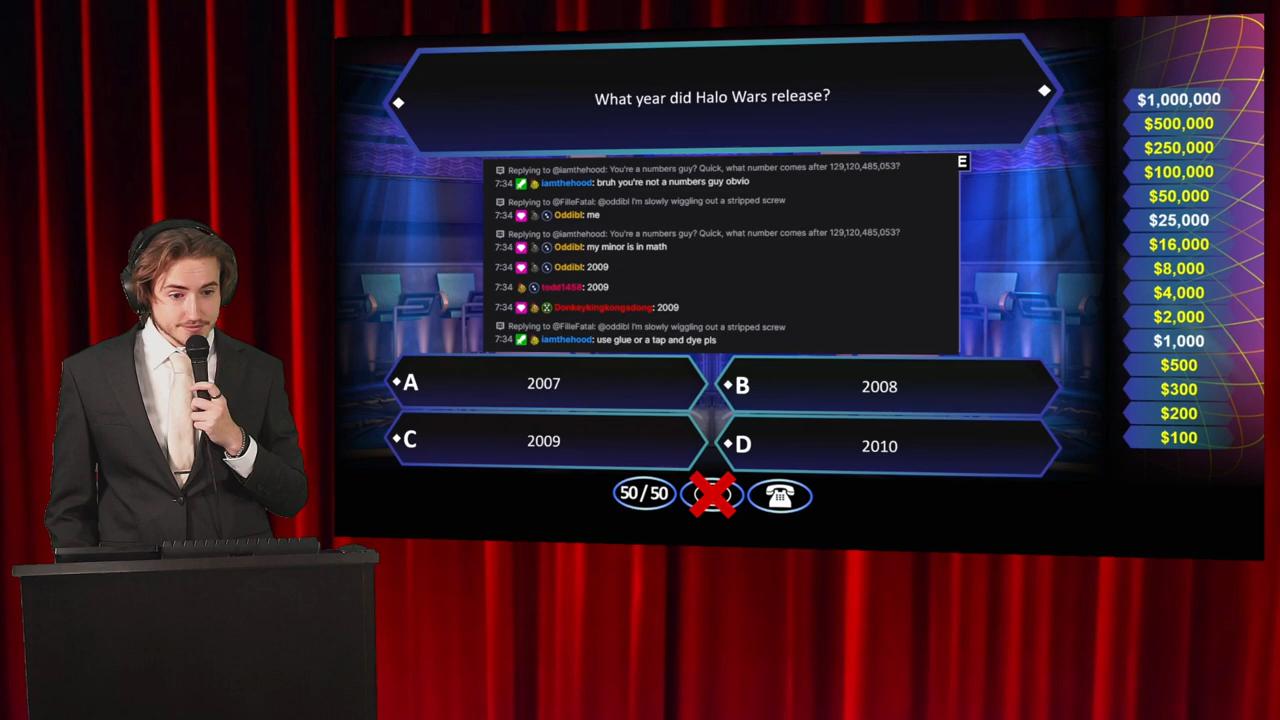 What year did Halo Wars release?
E
Replying to @iamthehood: You're a numbers guy? Quick, what number comes after 129,120,485,053?
7:34 iamthehood: bruh you're not a numbers guy obvio
Replying to @FilleFatal: @oddibl I'm slowly wiggling out a stripped screw
7:34 Oddibl: me
Replying to @iamthehood: You're a numbers guy? Quick, what number comes after 129,120,485,053?
7:34 Oddibl: my minor is in math
7:34 Oddibl: 2009
7:34 todd1458: 2009
7:34 Donkeykingkongsdong: 2009
Replying to @FilleFatal: @oddibl I'm slowly wiggling out a stripped screw
7:34 iamthehood: use glue or a tap and dye pls
A 2007
B 2008
C 2009
D 2010
50/50
$1,000,000
$500,000
$250,000
$100,000
$50,000
$25,000
$16,000
$8,000
$4,000
$2,000
$1,000
$500
$300
$200
$100